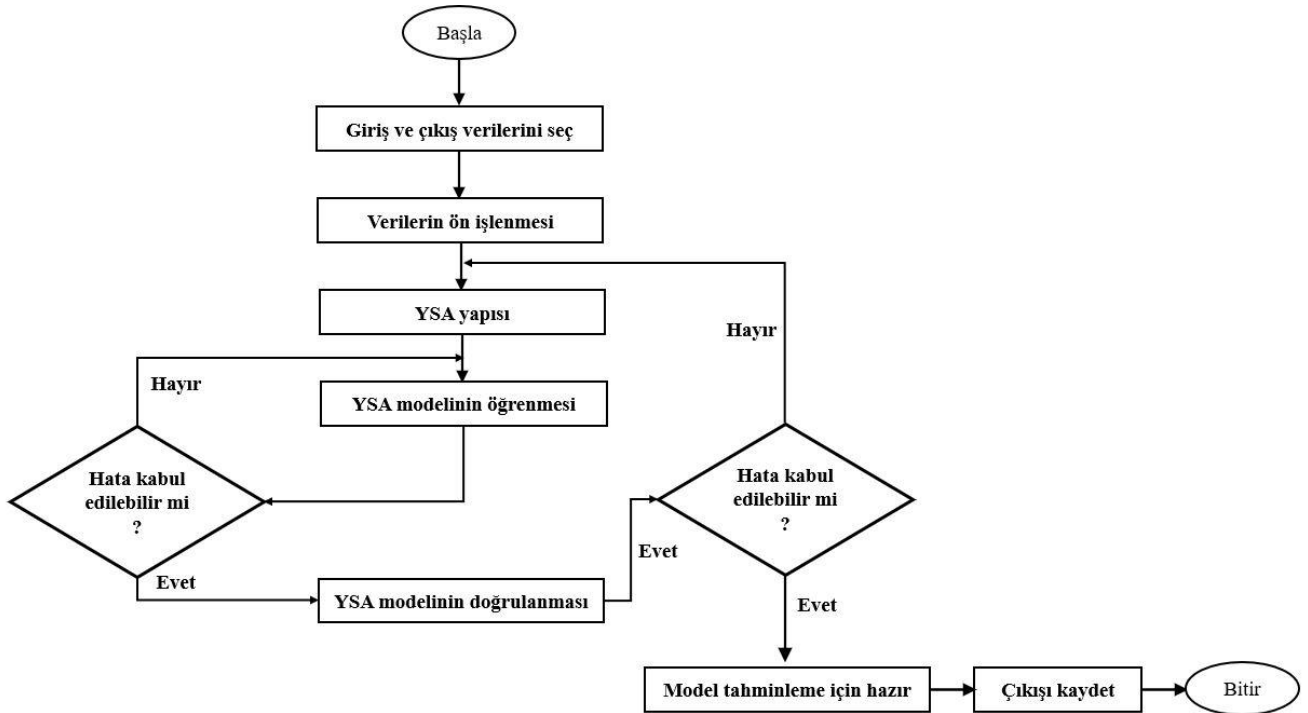 Başla
Giriş ve çıkış verilerini seç
Verilerin ön işlenmesi
YSA yapısı
Hayır
Hayır
YSA modelinin öğrenmesi
Hata kabul
edilebilir mi
?
Hata kabul
edilebilir mi
?
Evet
Evet
YSA modelinin doğrulanması
Evet
Model tahminleme için hazır
Çıkışı kaydet
Bitir